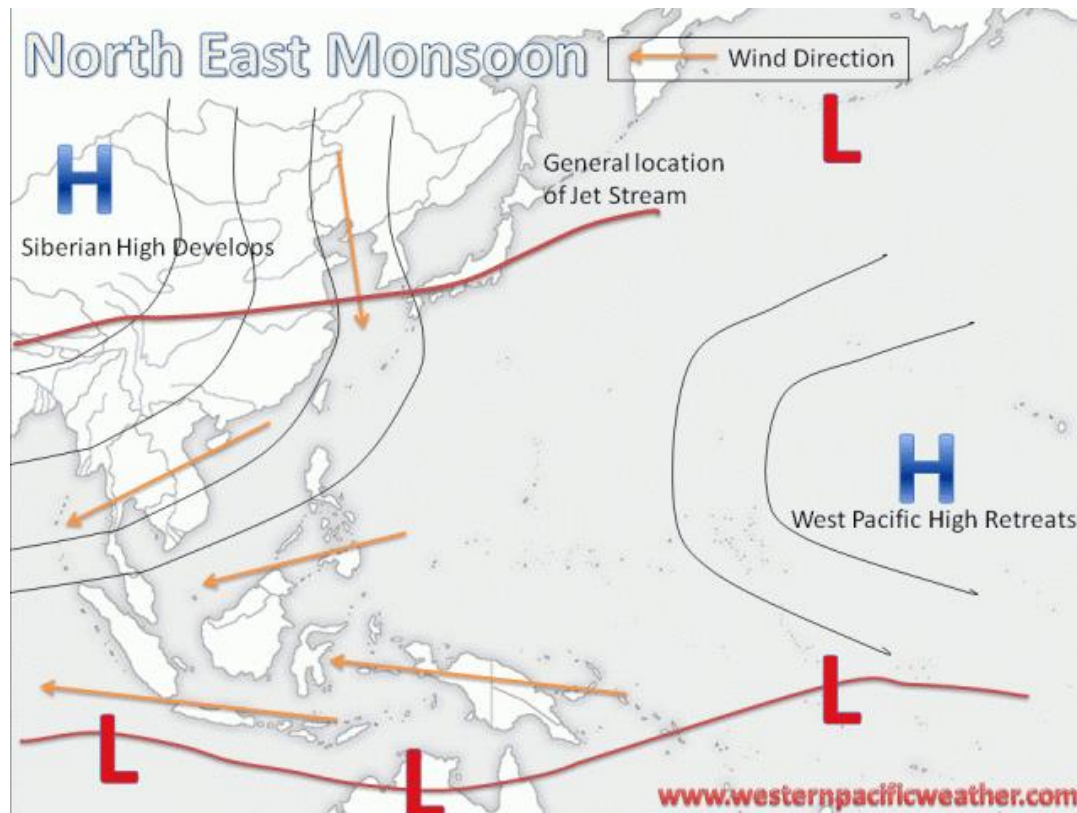 North East Monsoon
Wind Direction
L
General location
of Jet Stream
H
Siberian High Develops
H
West Pacific High Retreats
L
L
L
www.westernpacificweather.com